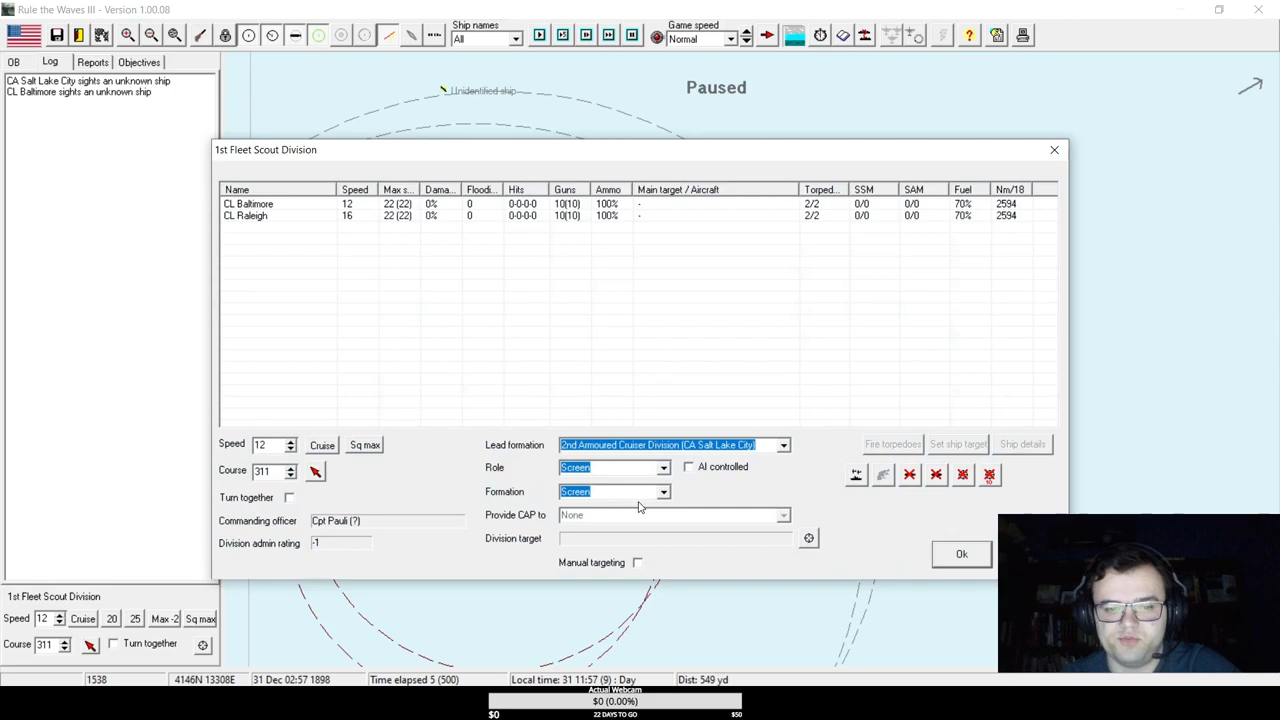 Rule the Waves III - Version 1.00.08
Ship names
All
Game speed
Normal
OB Log Reports Objectives
CA Salt Lake City sights an unknown ship
CL Baltimore sights an unknown ship
Unidentified ship
Paused
1st Fleet Scout Division
Name Speed Max s... Dama... Floodi... Hits Guns Ammo Main target / Aircraft Torped... SSM SAM Fuel Nm/18
CL Baltimore 12 22 (22) 0% 0 0-0-0-0 10(10) 100% - 2/2 0/0 0/0 70% 2594
CL Raleigh 16 22 (22) 0% 0 0-0-0-0 10(10) 100% - 2/2 0/0 0/0 70% 2594
Speed 12 Cruise Sq max
Course 311
Turn together
Commanding officer Cpt Pauli (?)
Division admin rating -1
Lead formation 2nd Armoured Cruiser Division (CA Salt Lake City)
Role Screen AI controlled
Formation Screen
Provide CAP to None
Division target
Manual targeting
Fire torpedoes Set ship target Ship details
10
Ok
1st Fleet Scout Division
Speed 12 Cruise 20 25 Max -2 Sq max
Course 311 Turn together
1538 4146N 13308E 31 Dec 02:57 1898 Time elapsed 5 (500) Local time: 31 11:57 (9) : Day Dist: 549 yd
Actual Webcam
$0 (0.00%)
$0 22 DAYS TO GO $50